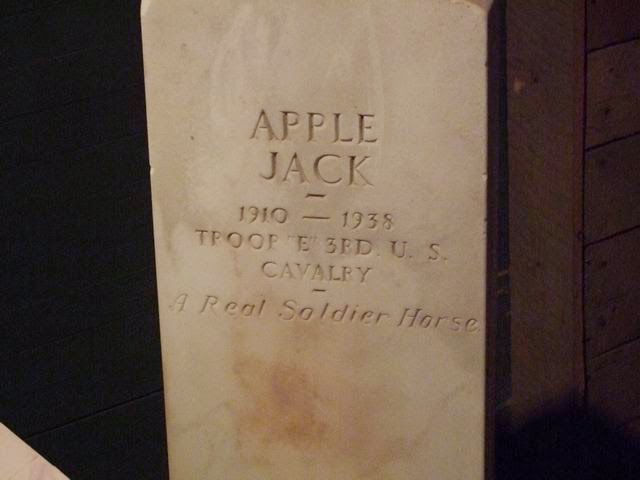 APPLE
JACK
1910 — 1938
TROOP "E" 3RD. U. S.
CAVALRY
A Real Soldier Horse